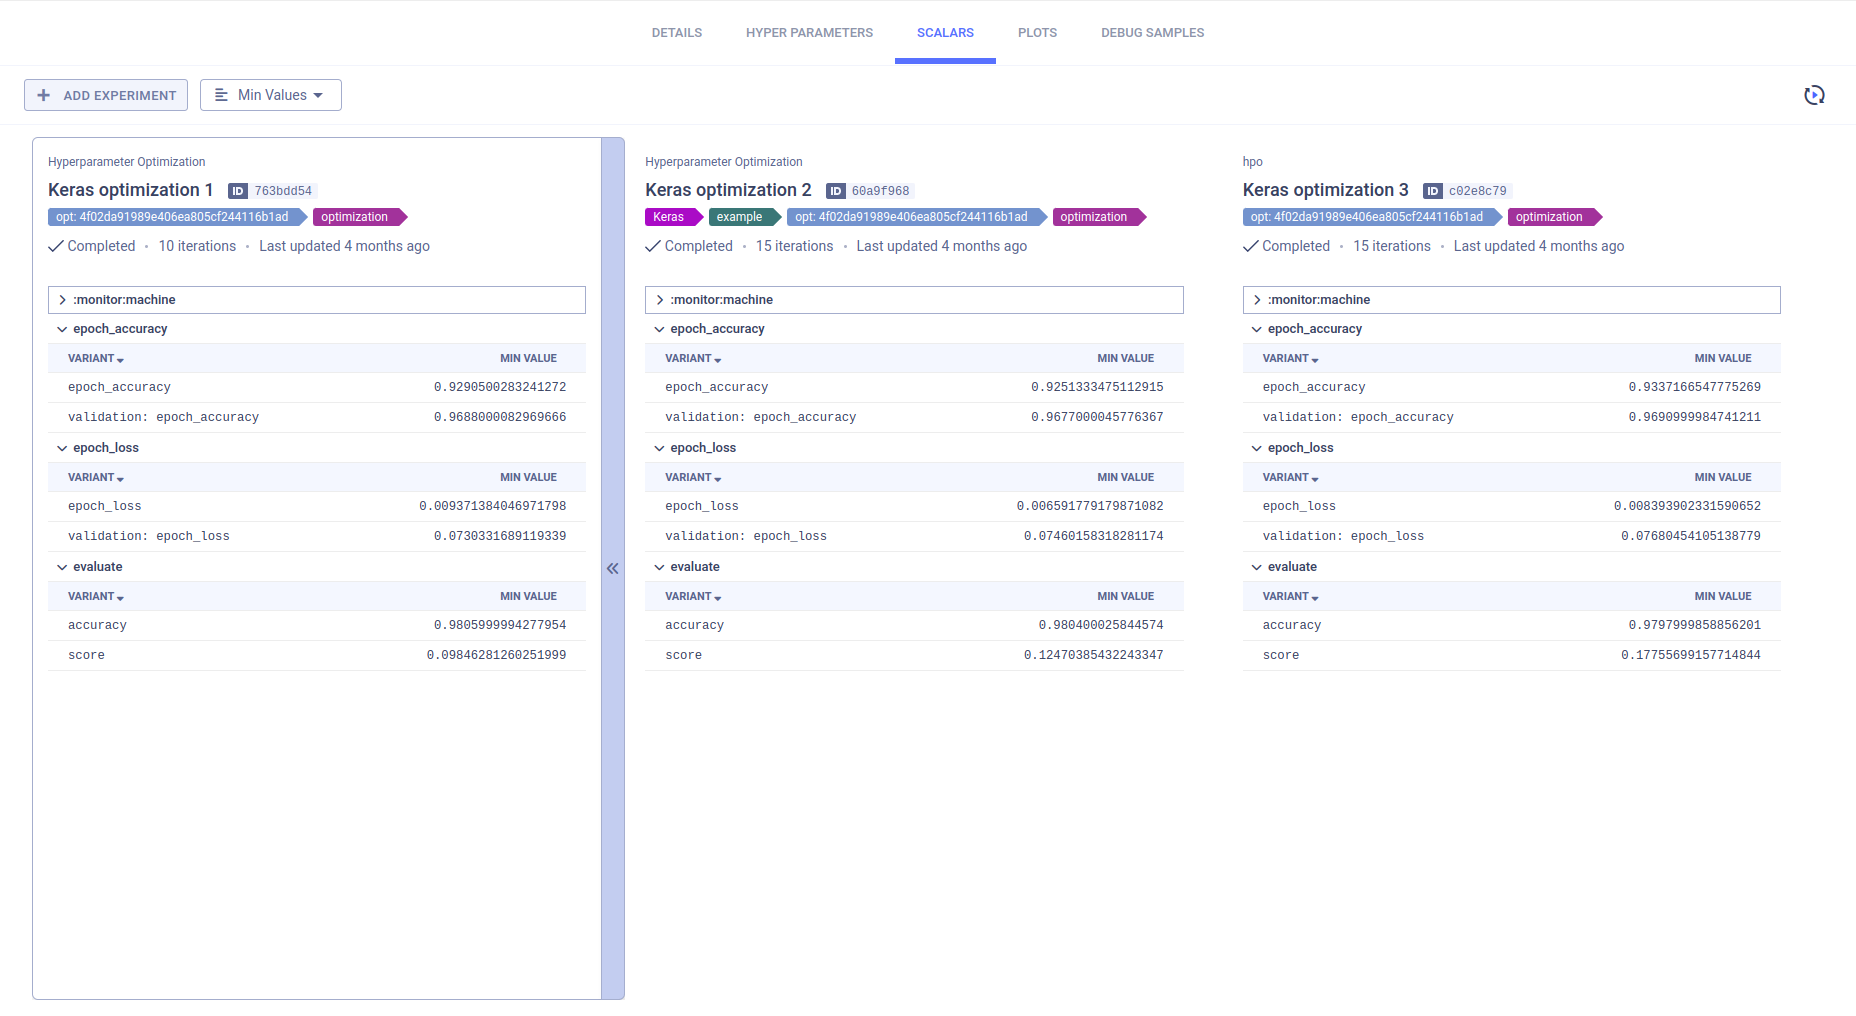 DETAILS HYPER PARAMETERS SCALARS PLOTS DEBUG SAMPLES
ADD EXPERIMENT Min Values
Hyperparameter Optimization
Keras optimization 1 ID 763bdd54
opt: 4f02da91989e406ea805cf244116b1ad optimization
Completed • 10 iterations • Last updated 4 months ago
:monitor:machine
epoch_accuracy
VARIANT MIN VALUE
epoch_accuracy 0.9290500283241272
validation: epoch_accuracy 0.9688000082969666
epoch_loss
VARIANT MIN VALUE
epoch_loss 0.009371384046971798
validation: epoch_loss 0.0730331689119339
evaluate
VARIANT MIN VALUE
accuracy 0.9805999994277954
score 0.09846281260251999
Hyperparameter Optimization
Keras optimization 2 ID 60a9f968
Keras example opt: 4f02da91989e406ea805cf244116b1ad optimization
Completed • 15 iterations • Last updated 4 months ago
:monitor:machine
epoch_accuracy
VARIANT MIN VALUE
epoch_accuracy 0.9251333475112915
validation: epoch_accuracy 0.9677000045776367
epoch_loss
VARIANT MIN VALUE
epoch_loss 0.006591779179871082
validation: epoch_loss 0.07460158318281174
evaluate
VARIANT MIN VALUE
accuracy 0.980400025844574
score 0.12470385432243347
hpo
Keras optimization 3 ID c02e8c79
opt: 4f02da91989e406ea805cf244116b1ad optimization
Completed • 15 iterations • Last updated 4 months ago
:monitor:machine
epoch_accuracy
VARIANT MIN VALUE
epoch_accuracy 0.9337166547775269
validation: epoch_accuracy 0.9690999984741211
epoch_loss
VARIANT MIN VALUE
epoch_loss 0.008393902331590652
validation: epoch_loss 0.07680454105138779
evaluate
VARIANT MIN VALUE
accuracy 0.9797999858856201
score 0.17755699157714844